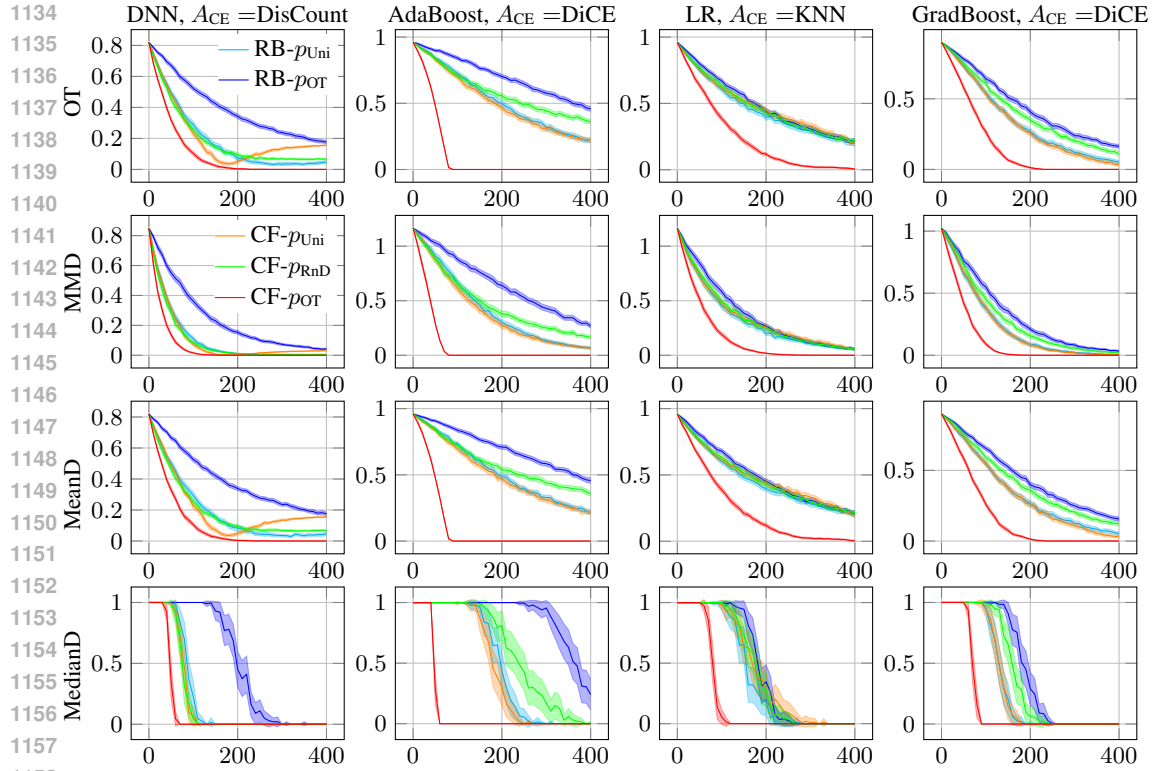 1134
1135
1136
1137
1138
1139
1140
1141
1142
1143
1144
1145
1146
1147
1148
1149
1150
1151
1152
1153
1154
1155
1156
1157
DNN, A_CE =DisCount
AdaBoost, A_CE =DiCE
LR, A_CE =KNN
GradBoost, A_CE =DiCE
OT
0.8
0.6
0.4
0.2
0
RB-p_Uni
RB-p_OT
0 200 400
1
0.5
0
0 200 400
1
0.5
0
0 200 400
0.5
0
0 200 400
MMD
0.8
0.6
0.4
0.2
0
CF-p_Uni
CF-p_RnD
CF-p_OT
0 200 400
1
0.5
0
0 200 400
1
0.5
0
0 200 400
1
0.5
0
0 200 400
MeanD
0.8
0.6
0.4
0.2
0
0 200 400
1
0.5
0
0 200 400
1
0.5
0
0 200 400
0.5
0
0 200 400
MedianD
1
0.5
0
0 200 400
1
0.5
0
0 200 400
1
0.5
0
0 200 400
1
0.5
0
0 200 400